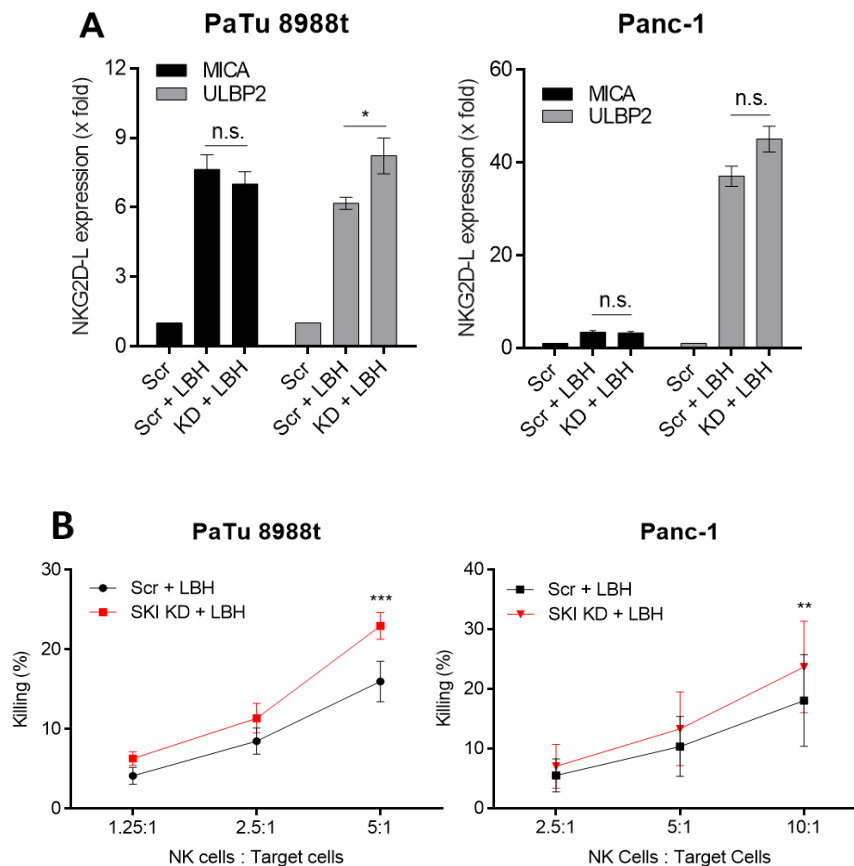 A
PaTu 8988t
NKG2D-L expression (x fold)
12
9
6
3
0
MICA
ULBP2
n.s.
*
Scr
Scr + LBH
KD + LBH
Scr
Scr + LBH
KD + LBH
Panc-1
NKG2D-L expression (x fold)
60
40
20
0
MICA
ULBP2
n.s.
n.s.
Scr
Scr + LBH
KD + LBH
Scr
Scr + LBH
KD + LBH
B
PaTu 8988t
Killing (%)
30
20
10
0
Scr + LBH
SKI KD + LBH
***
1.25:1
2.5:1
5:1
NK cells : Target cells
Panc-1
Killing (%)
40
30
20
10
0
Scr + LBH
SKI KD + LBH
**
2.5:1
5:1
10:1
NK Cells : Target Cells